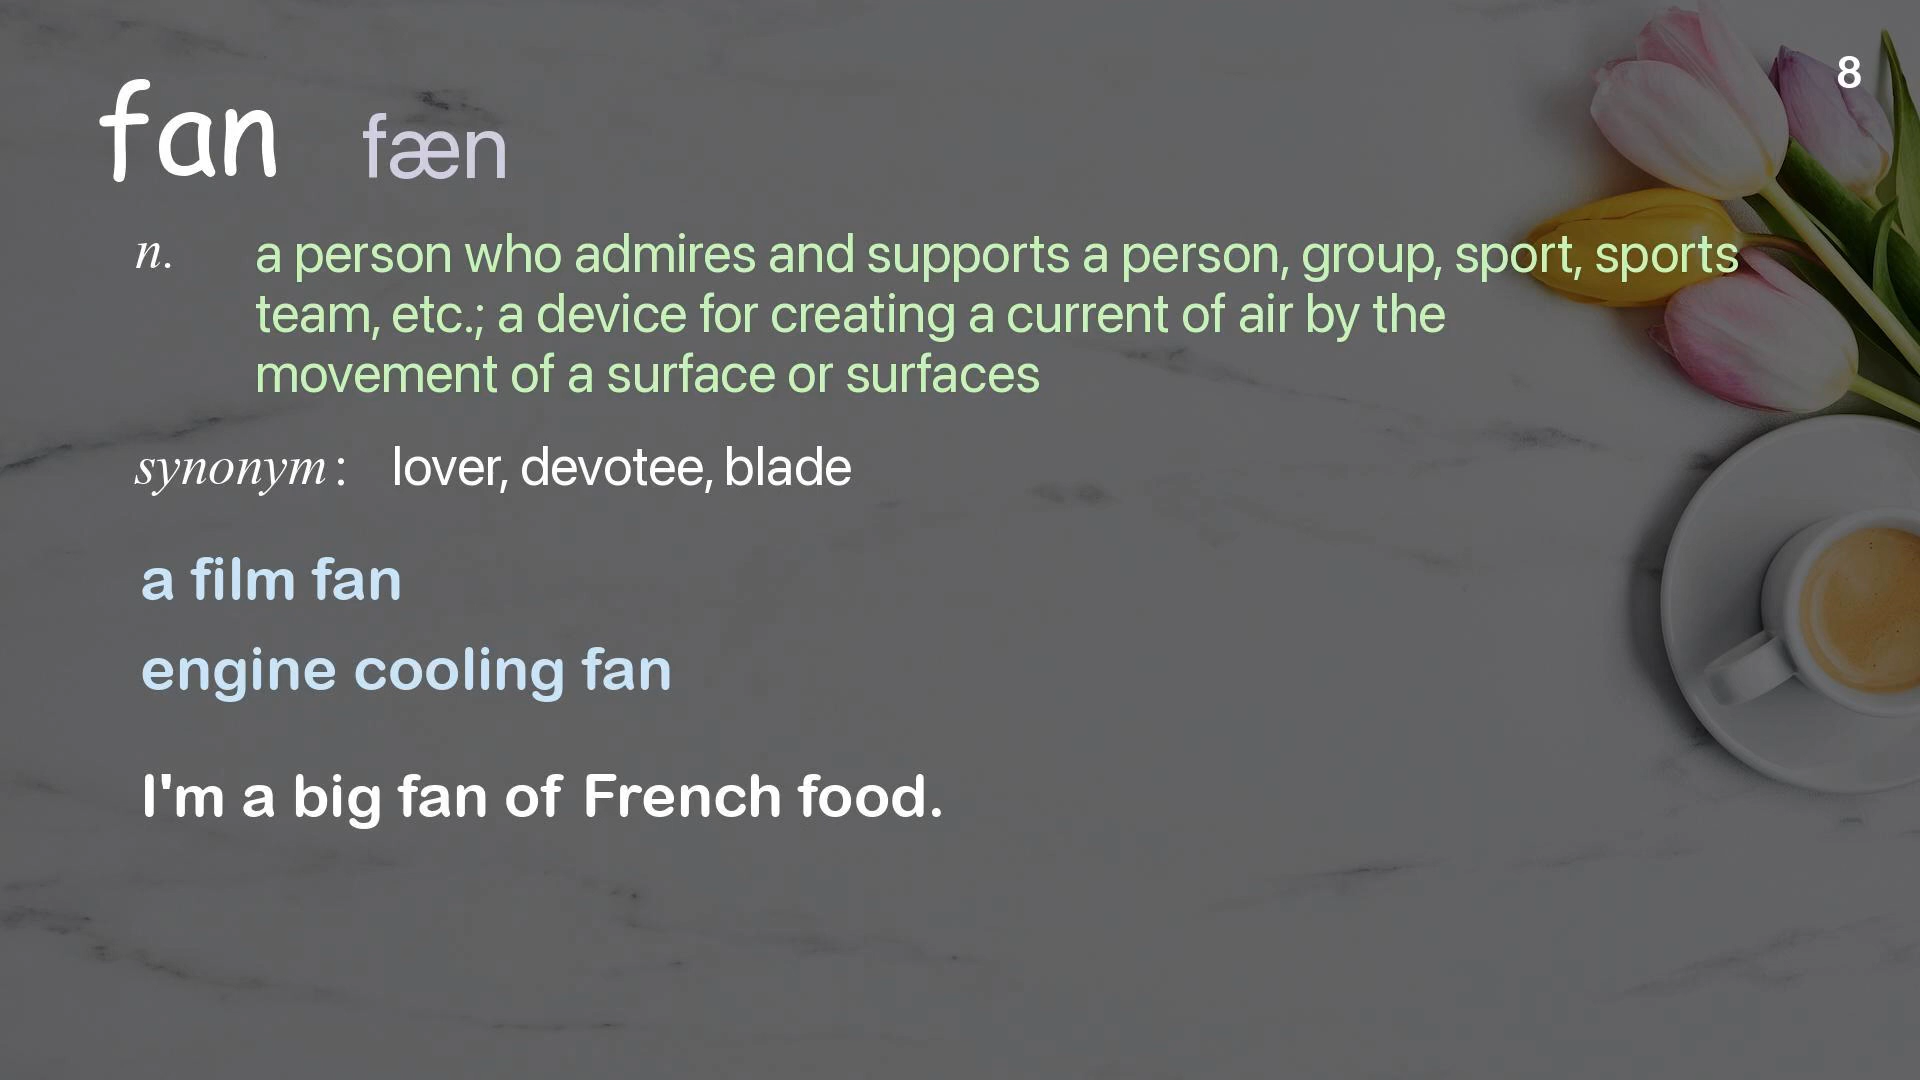 8
fan fæn
n. a person who admires and supports a person, group, sport, sports
team, etc.; a device for creating a current of air by the
movement of a surface or surfaces
synonym: lover, devotee, blade
a film fan
engine cooling fan
I'm a big fan of French food.